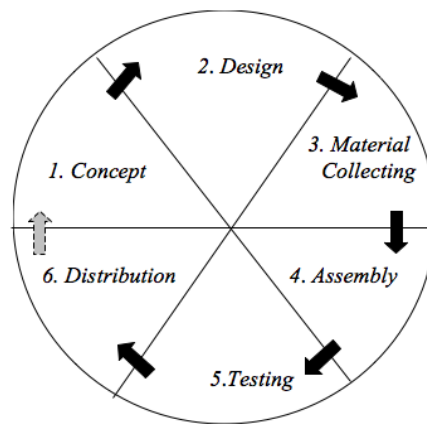 1. Concept
2. Design
3. Material
Collecting
4. Assembly
5.Testing
6. Distribution